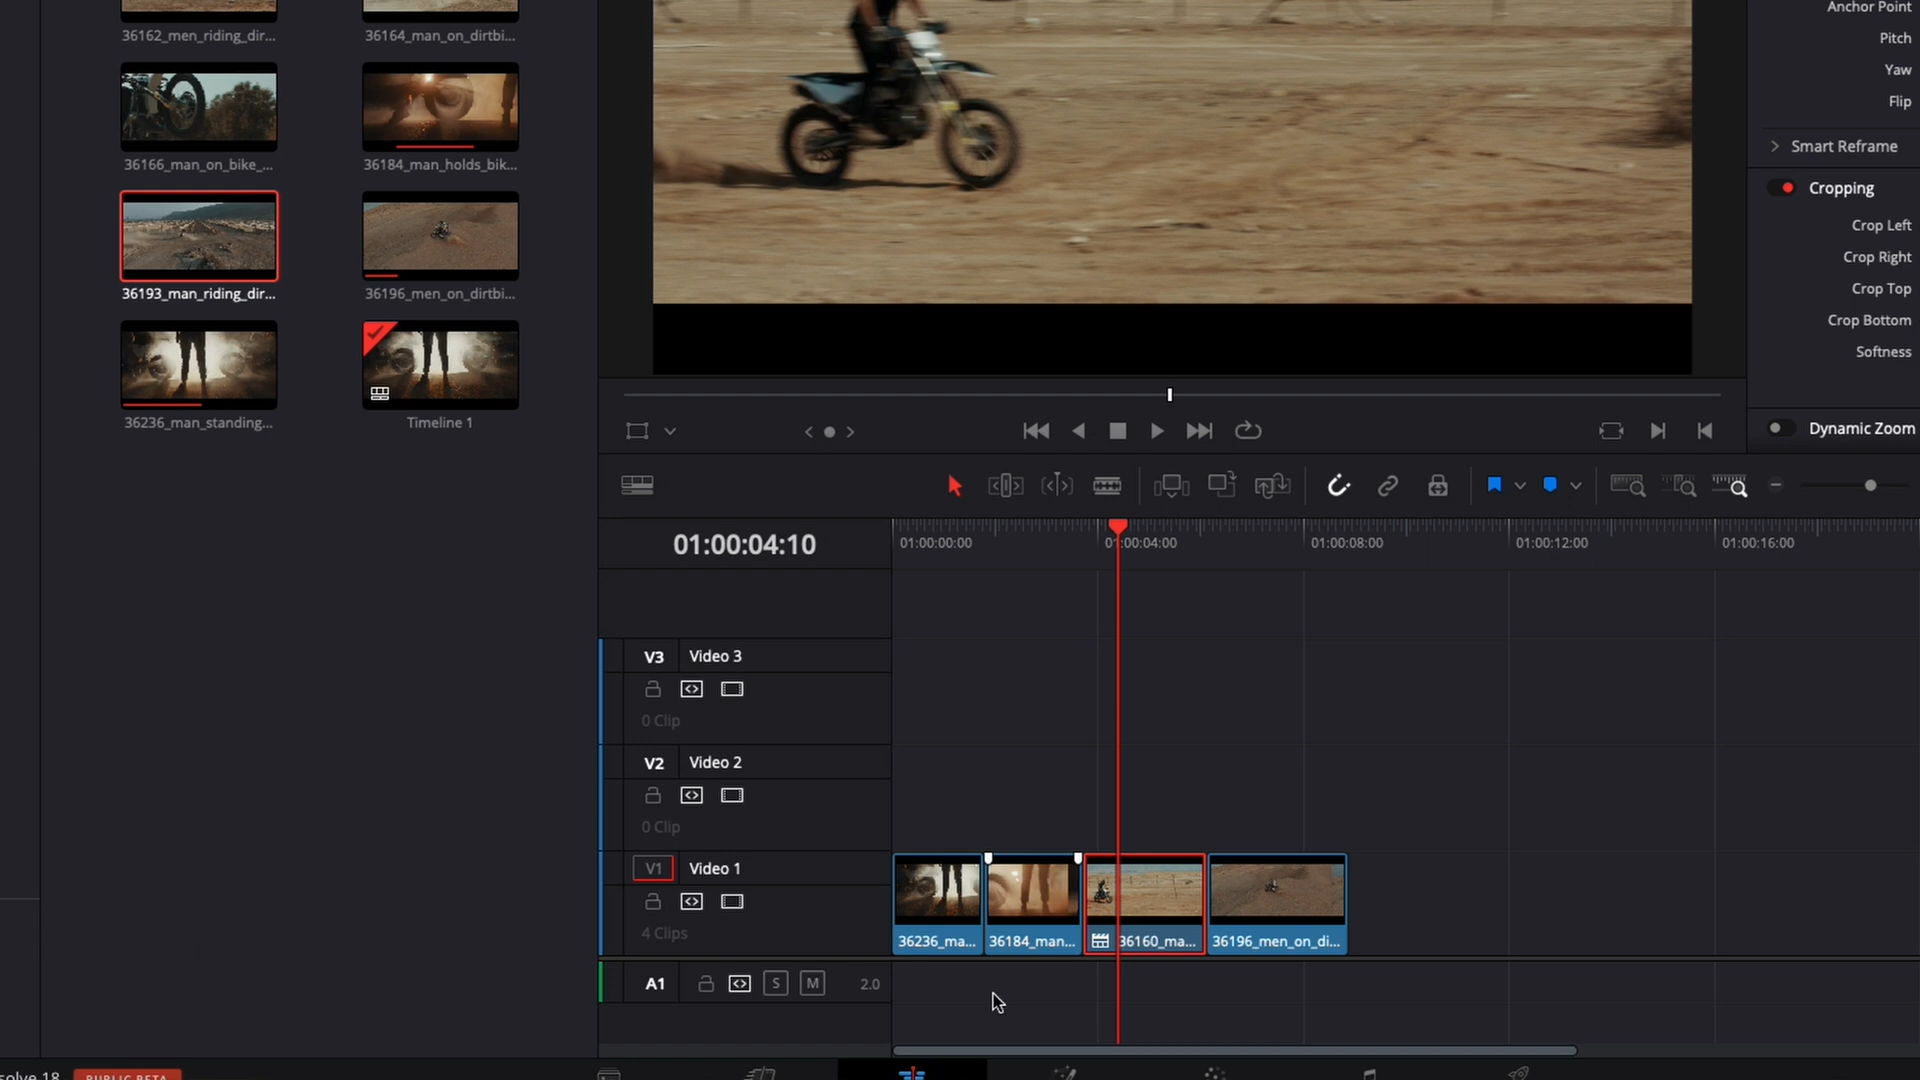 36162_men_riding_dir...
36164_man_on_dirtbi...
36166_man_on_bike_...
36184_man_holds_bik...
36193_man_riding_dir...
36196_men_on_dirtbi...
36236_man_standing...
Timeline 1
Anchor Point
Pitch
Yaw
Flip
Smart Reframe
Cropping
Crop Left
Crop Right
Crop Top
Crop Bottom
Softness
Dynamic Zoom
01:00:04:10
01:00:00:00
01:00:04:00
01:00:08:00
01:00:12:00
01:00:16:00
V3 Video 3
0 Clip
V2 Video 2
0 Clip
V1 Video 1
4 Clips
36236_ma...
36184_man...
36160_ma...
36196_men_on_di...
A1 S M 2.0
solve 18 PUBLIC BETA